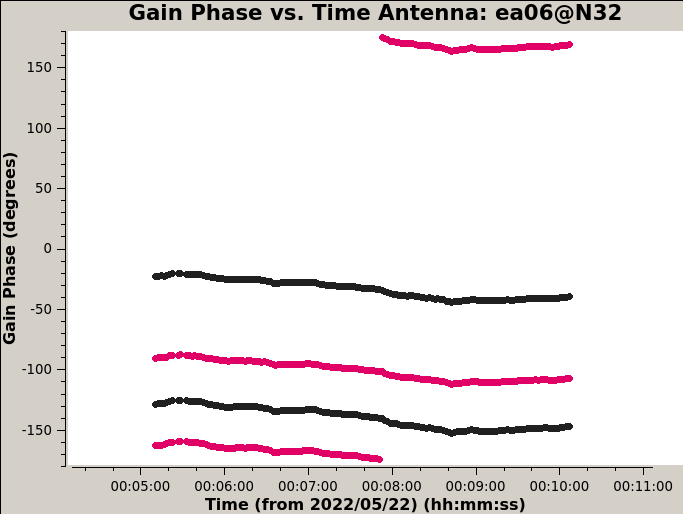 Gain Phase vs. Time Antenna: ea06@N32
Gain Phase (degrees)
150
100
50
0
-50
-100
-150
00:05:00 00:06:00 00:07:00 00:08:00 00:09:00 00:10:00 00:11:00
Time (from 2022/05/22) (hh:mm:ss)